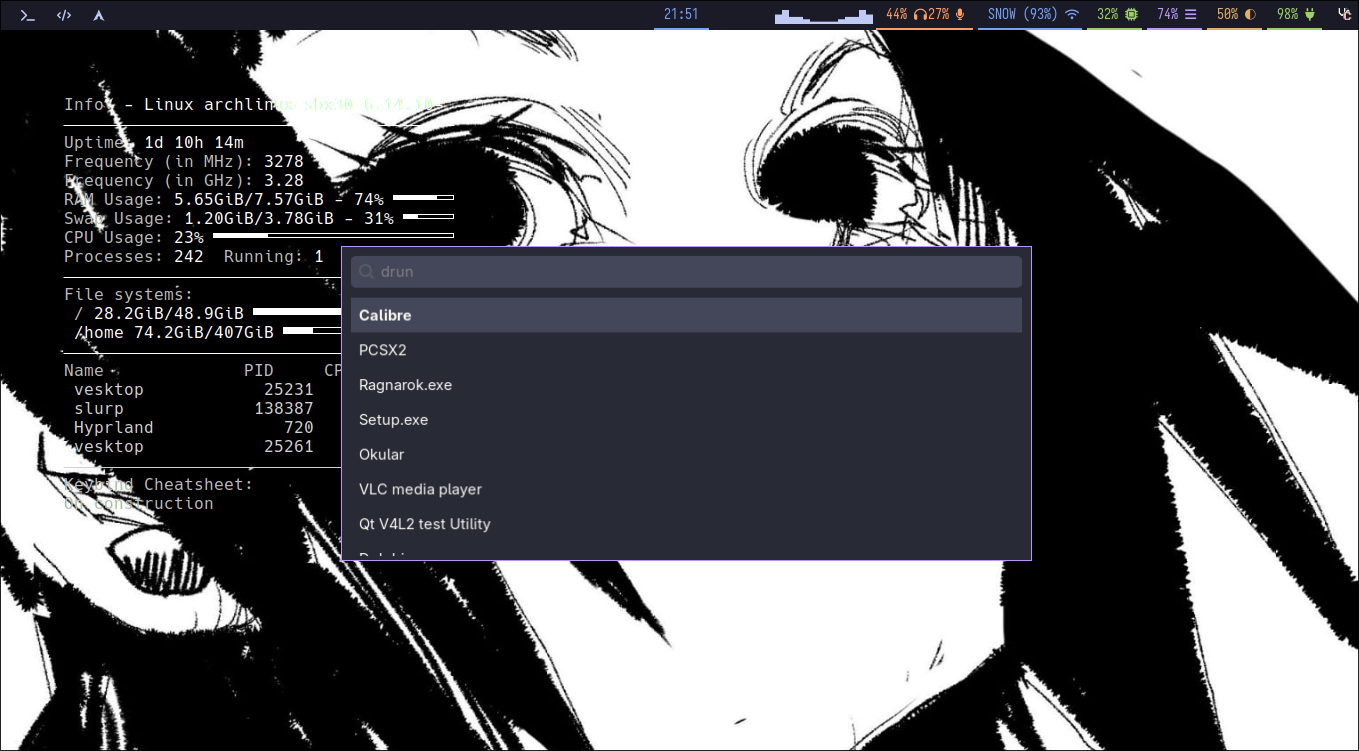 21:51 44% 27% SNOW (93%) 32% 74% 50% 98%
Info: - Linux archlinux-sbx30 6.14.10
Uptime: 1d 10h 14m
Frequency (in MHz): 3278
Frequency (in GHz): 3.28
RAM Usage: 5.65GiB/7.57GiB - 74%
Swap Usage: 1.20GiB/3.78GiB - 31%
CPU Usage: 23%
Processes: 242 Running: 1
File systems:
/ 28.2GiB/48.9GiB
/home 74.2GiB/407GiB
Name PID CP
vesktop 25231
slurp 138387
Hyprland 720
vesktop 25261
Keybind Cheatsheet:
Un construction
drun
Calibre
PCSX2
Ragnarok.exe
Setup.exe
Okular
VLC media player
Qt V4L2 test Utility